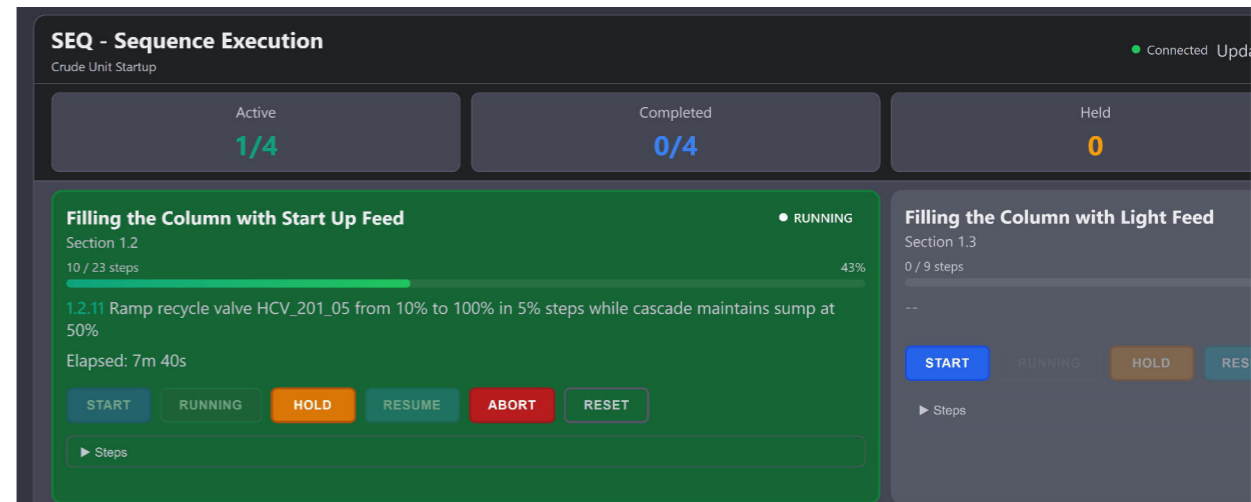 SEQ - Sequence Execution
Crude Unit Startup
Connected
Active
1/4
Completed
0/4
Held
0
Filling the Column with Start Up Feed
RUNNING
Section 1.2
10 / 23 steps
43%
1.2.11 Ramp recycle valve HCV_201_05 from 10% to 100% in 5% steps while cascade maintains sump at
50%
Elapsed: 7m 40s
START RUNNING HOLD RESUME ABORT RESET
▶ Steps
Filling the Column with Light Feed
Section 1.3
0 / 9 steps
--
START RUNNING HOLD
▶ Steps